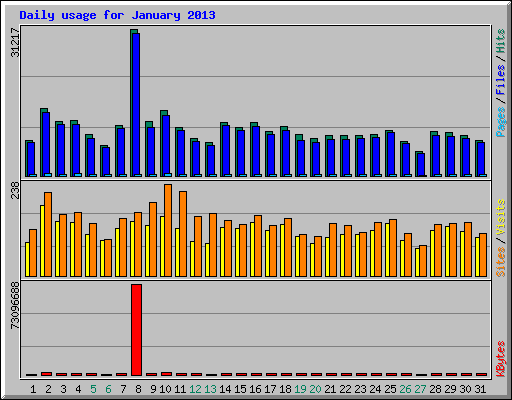 Daily usage for January 2013
31217
Pages / Files / Hits
238
Sites / Visits
73096688
KBytes
1 2 3 4 5 6 7 8 9 10 11 12 13 14 15 16 17 18 19 20 21 22 23 24 25 26 27 28 29 30 31